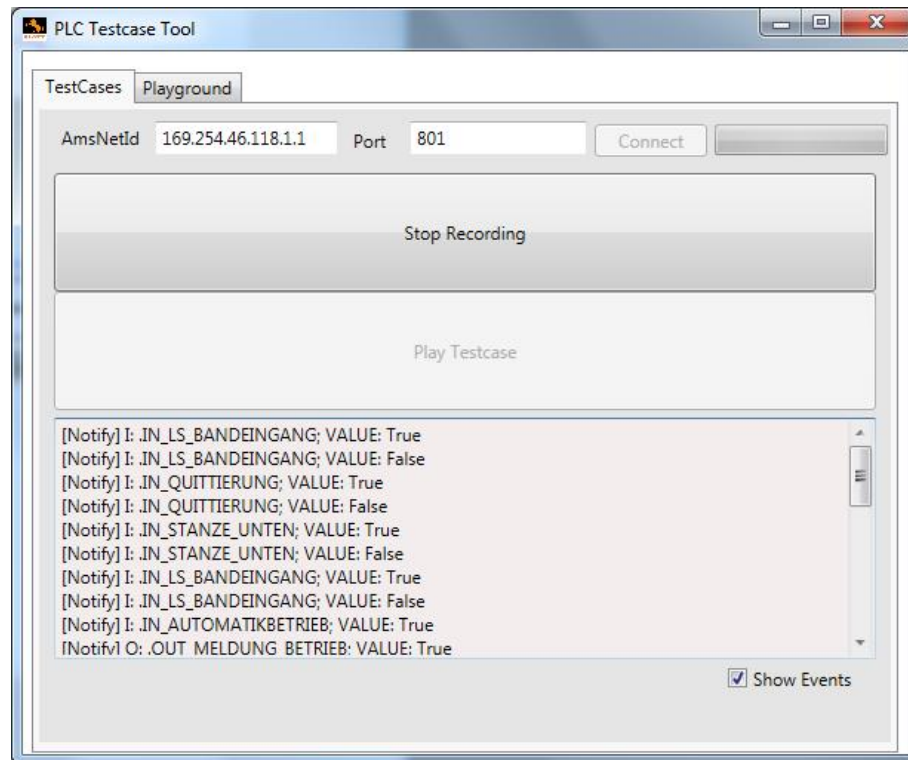 PLC Testcase Tool
TestCases Playground
AmsNetId 169.254.46.118.1.1 Port 801 Connect
Stop Recording
Play Testcase
[Notify] I: .IN_LS_BANDEINGANG; VALUE: True
[Notify] I: .IN_LS_BANDEINGANG; VALUE: False
[Notify] I: .IN_QUITTIERUNG; VALUE: True
[Notify] I: .IN_QUITTIERUNG; VALUE: False
[Notify] I: .IN_STANZE_UNTEN; VALUE: True
[Notify] I: .IN_STANZE_UNTEN; VALUE: False
[Notify] I: .IN_LS_BANDEINGANG; VALUE: True
[Notify] I: .IN_LS_BANDEINGANG; VALUE: False
[Notify] I: .IN_AUTOMATIKBETRIEB; VALUE: True
[Notify] O: .OUT_MELDUNG_BETRIEB; VALUE: True
Show Events